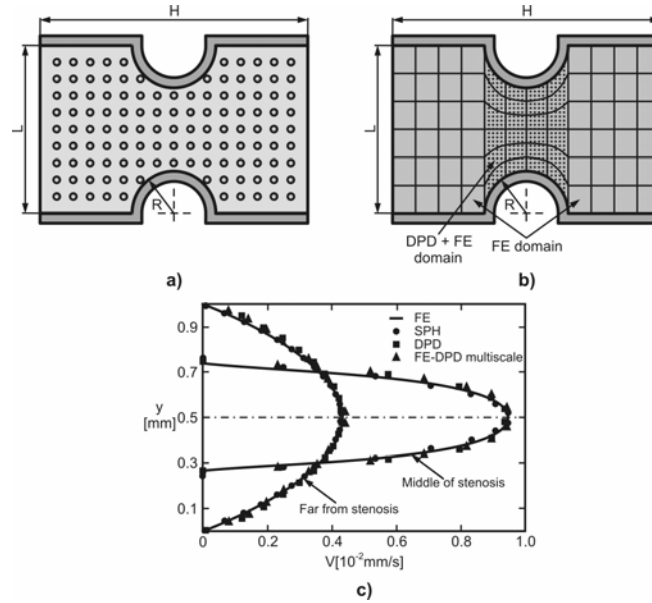 H
H
L
L
R
R
DPD + FE
domain
FE domain
a)
b)
FE
SPH
DPD
FE-DPD multiscale
0.9
0.7
y
0.5
[mm]
0.3
Middle of stenosis
0.1
Far from stenosis
0
0.2
0.4
0.6
0.8
1.0
V[10⁻²mm/s]
c)